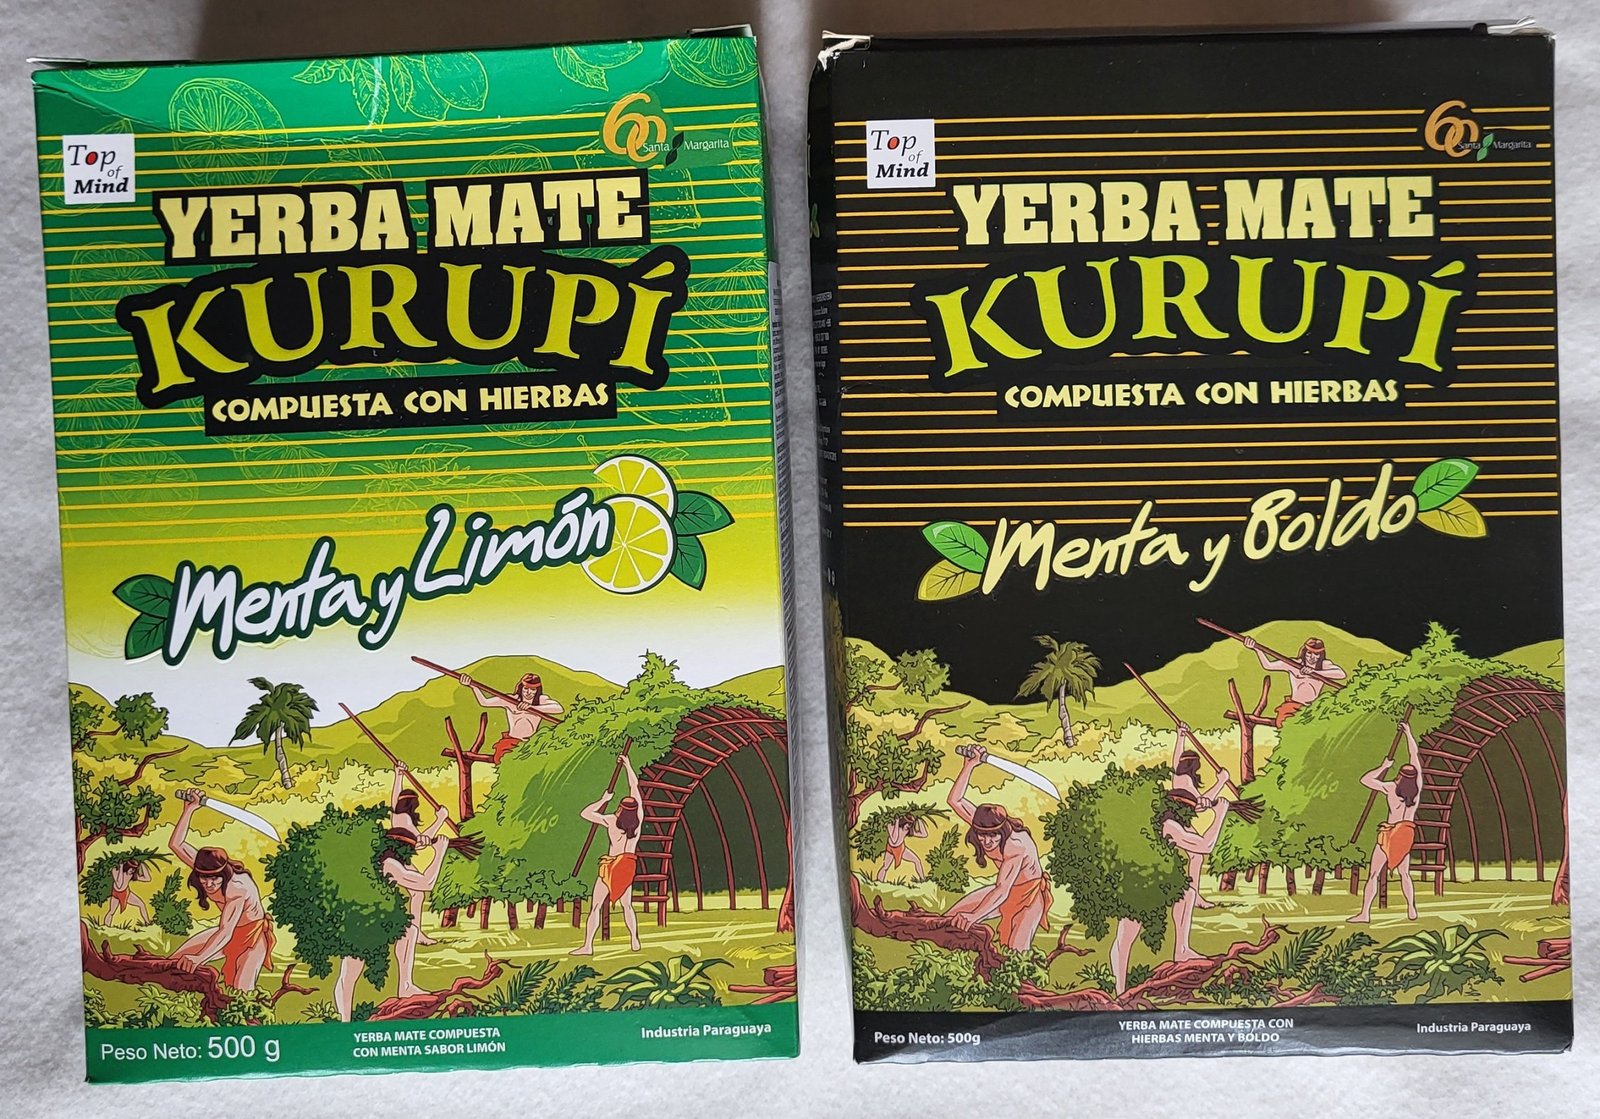 Top
of
Mind
60
Santa Margarita
YERBA MATE
KURUPÍ
COMPUESTA CON HIERBAS
Menta y Limón
Peso Neto: 500 g
YERBA MATE COMPUESTA
CON MENTA SABOR LIMÓN
Industria Paraguaya
Top
of
Mind
60
Santa Margarita
YERBA MATE
KURUPÍ
COMPUESTA CON HIERBAS
Menta y Boldo
Peso Neto: 500g
YERBA MATE COMPUESTA CON
HIERBAS MENTA Y BOLDO
Industria Paraguaya